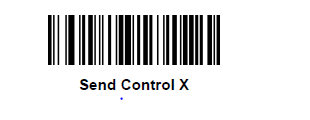 Send Control X